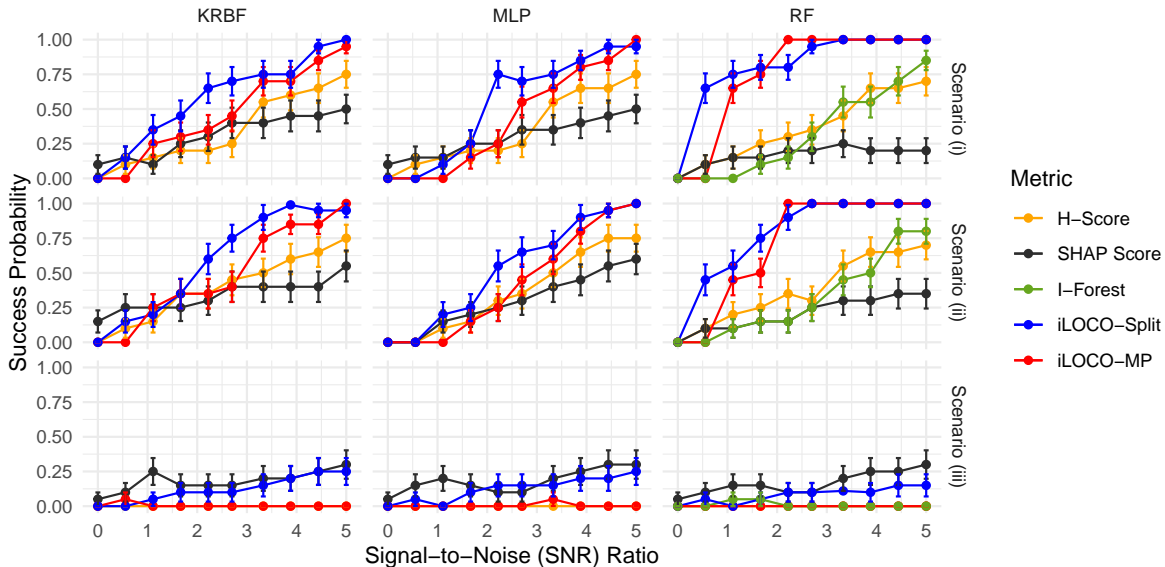 KRBF MLP RF
1.00
0.75
0.50
0.25
0.00
Scenario (i)
1.00
0.75
0.50
0.25
0.00
Scenario (ii)
1.00
0.75
0.50
0.25
0.00
Scenario (iii)
Success Probability
0 1 2 3 4 5 0 1 2 3 4 5 0 1 2 3 4 5
Signal−to−Noise (SNR) Ratio
Metric
H−Score
SHAP Score
I−Forest
iLOCO−Split
iLOCO−MP